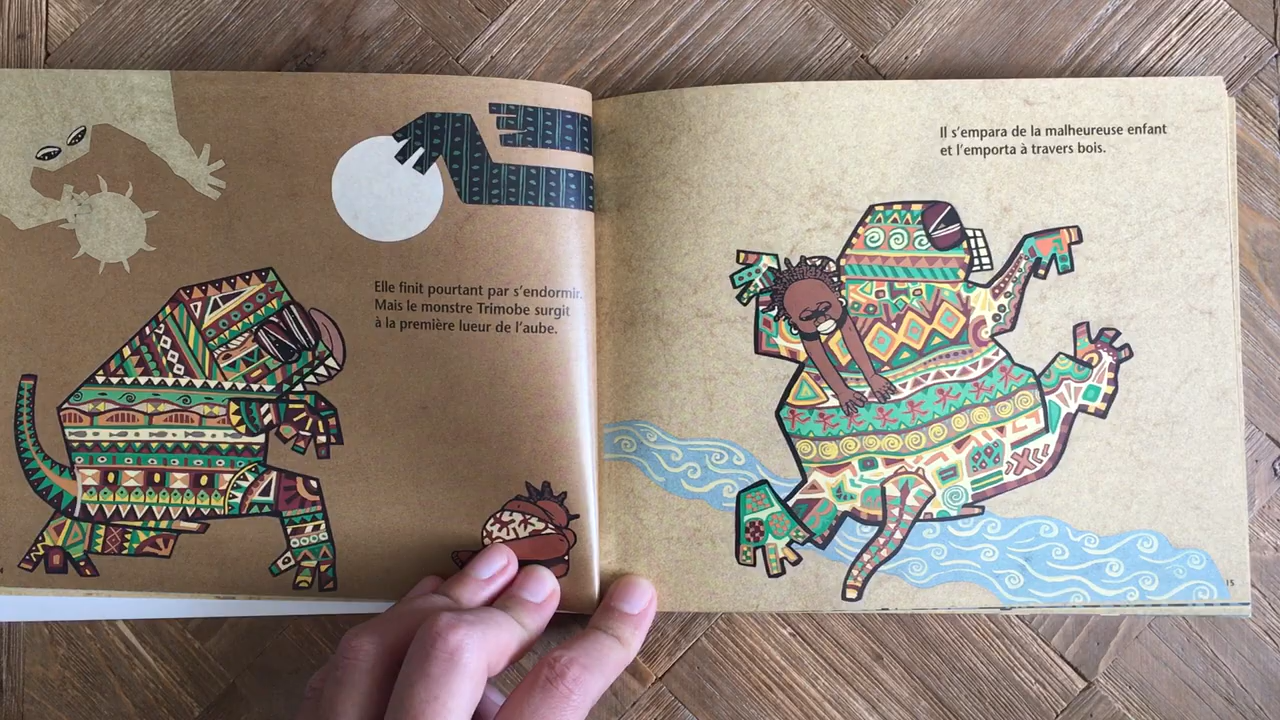 Elle finit pourtant par s'endormir.
Mais le monstre Trimobe surgit
à la première lueur de l'aube.
Il s'empara de la malheureuse enfant
et l'emporta à travers bois.
15